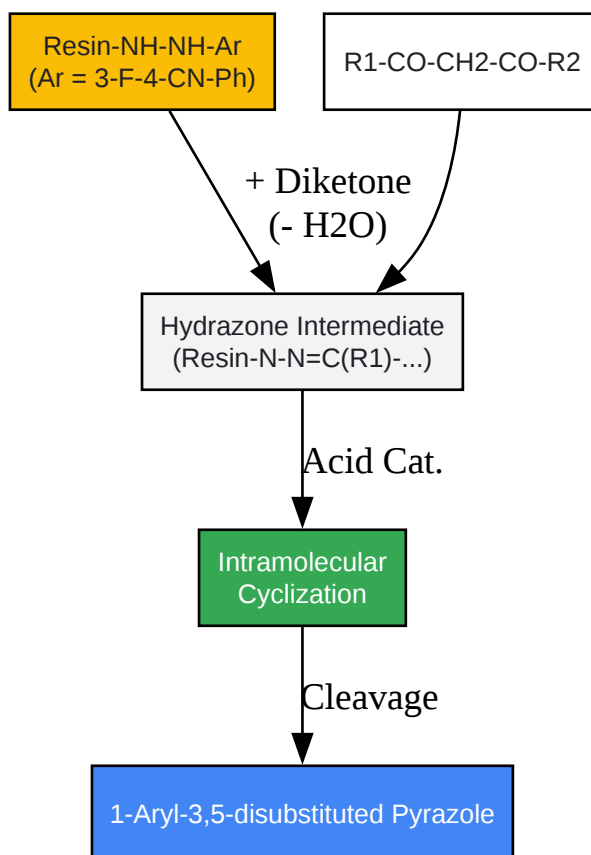 Resin-NH-NH-Ar
(Ar = 3-F-4-CN-Ph)
R1-CO-CH2-CO-R2
+ Diketone
(- H2O)
Hydrazone Intermediate
(Resin-N-N=C(R1)-...)
Acid Cat.
Intramolecular
Cyclization
Cleavage
1-Aryl-3,5-disubstituted Pyrazole